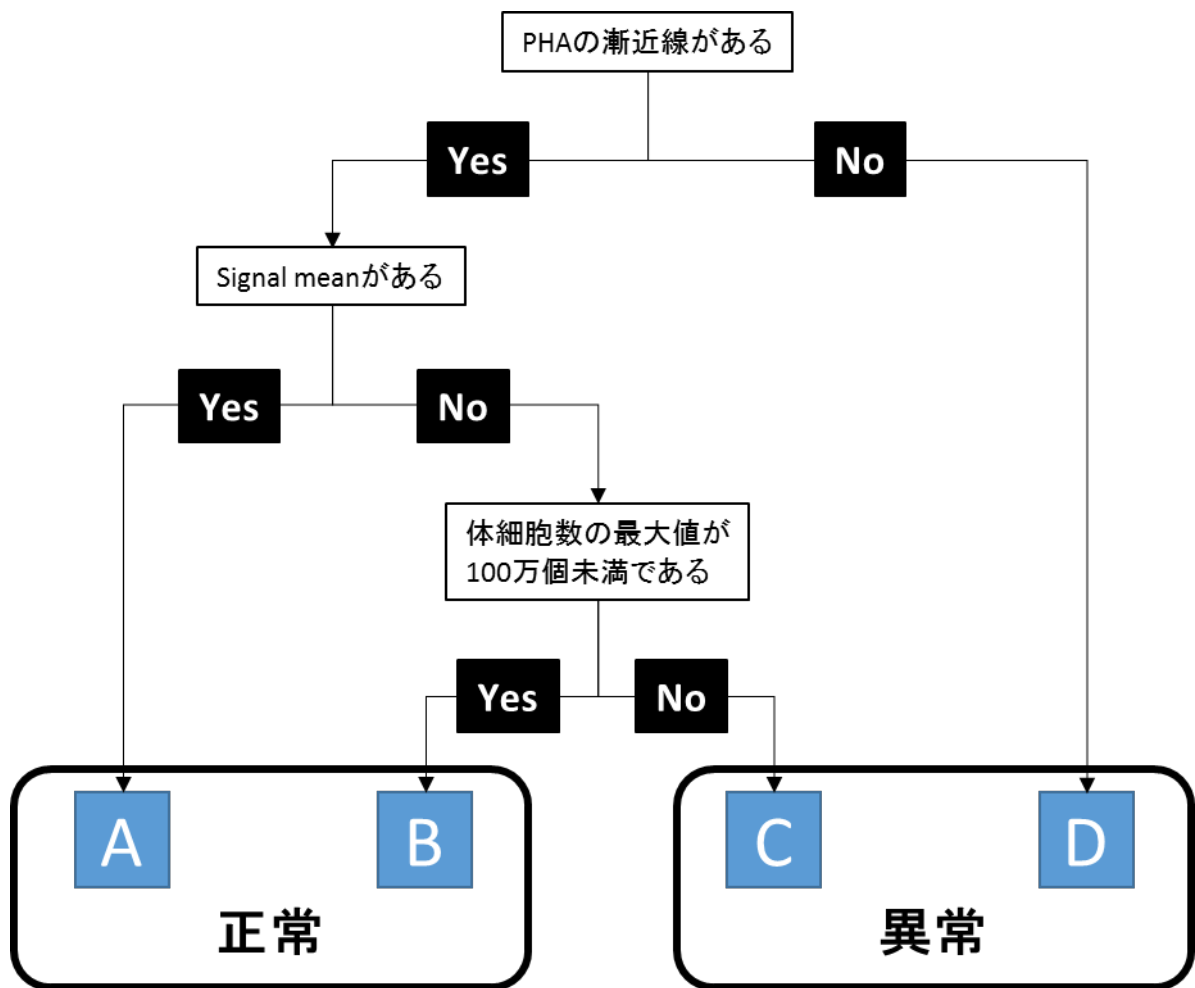 PHAの漸近線がある
Yes
No
Signal meanがある
Yes
No
体細胞数の最大値が
100万個未満である
Yes
No
A
B
C
D
正常
異常